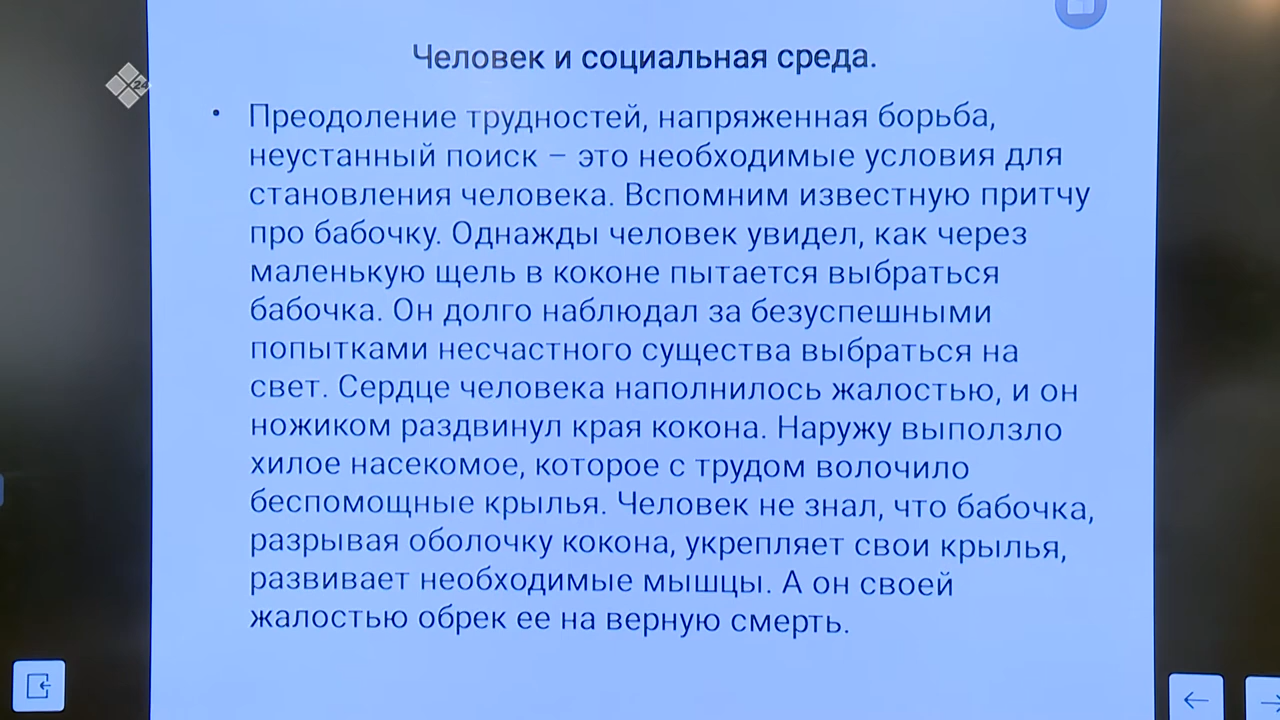 Человек и социальная среда.
24
• Преодоление трудностей, напряженная борьба,
неустанный поиск – это необходимые условия для
становления человека. Вспомним известную притчу
про бабочку. Однажды человек увидел, как через
маленькую щель в коконе пытается выбраться
бабочка. Он долго наблюдал за безуспешными
попытками несчастного существа выбраться на
свет. Сердце человека наполнилось жалостью, и он
ножиком раздвинул края кокона. Наружу выползло
хилое насекомое, которое с трудом волочило
беспомощные крылья. Человек не знал, что бабочка,
разрывая оболочку кокона, укрепляет свои крылья,
развивает необходимые мышцы. А он своей
жалостью обрек ее на верную смерть.